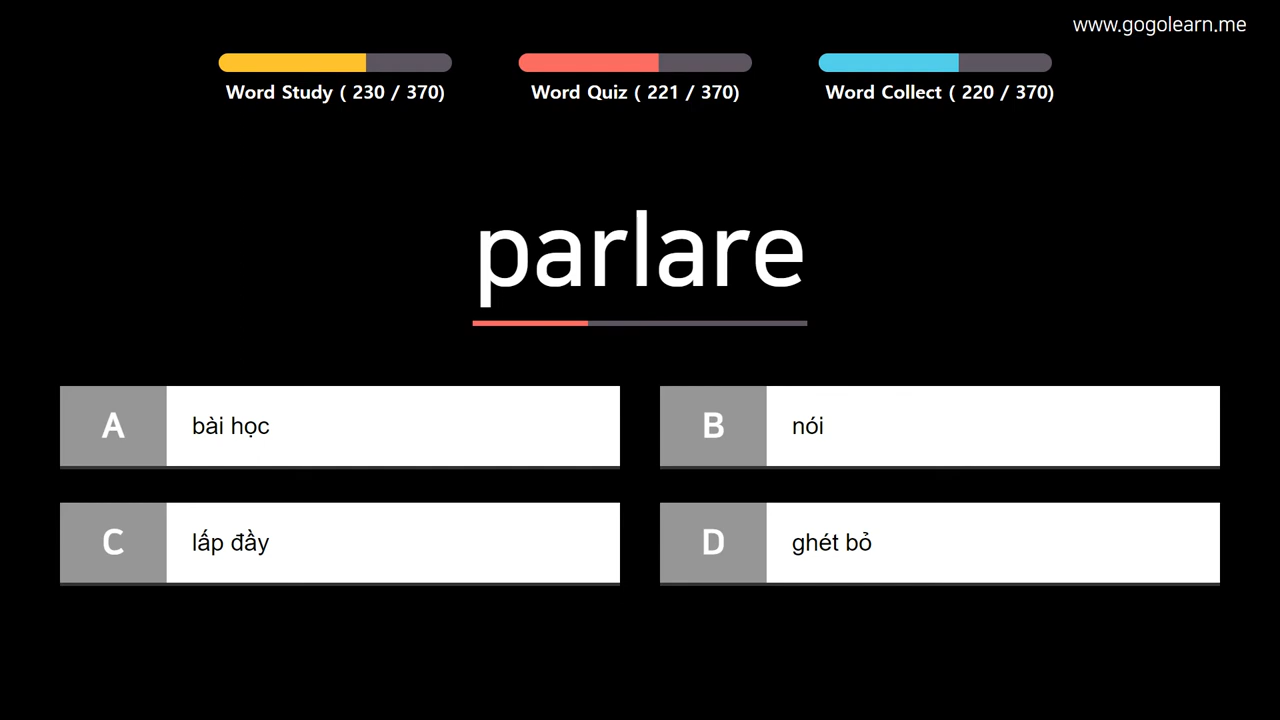 www.gogolearn.me
Word Study ( 230 / 370)
Word Quiz ( 221 / 370)
Word Collect ( 220 / 370)
parlare
A bài học
B nói
C lấp đầy
D ghét bỏ